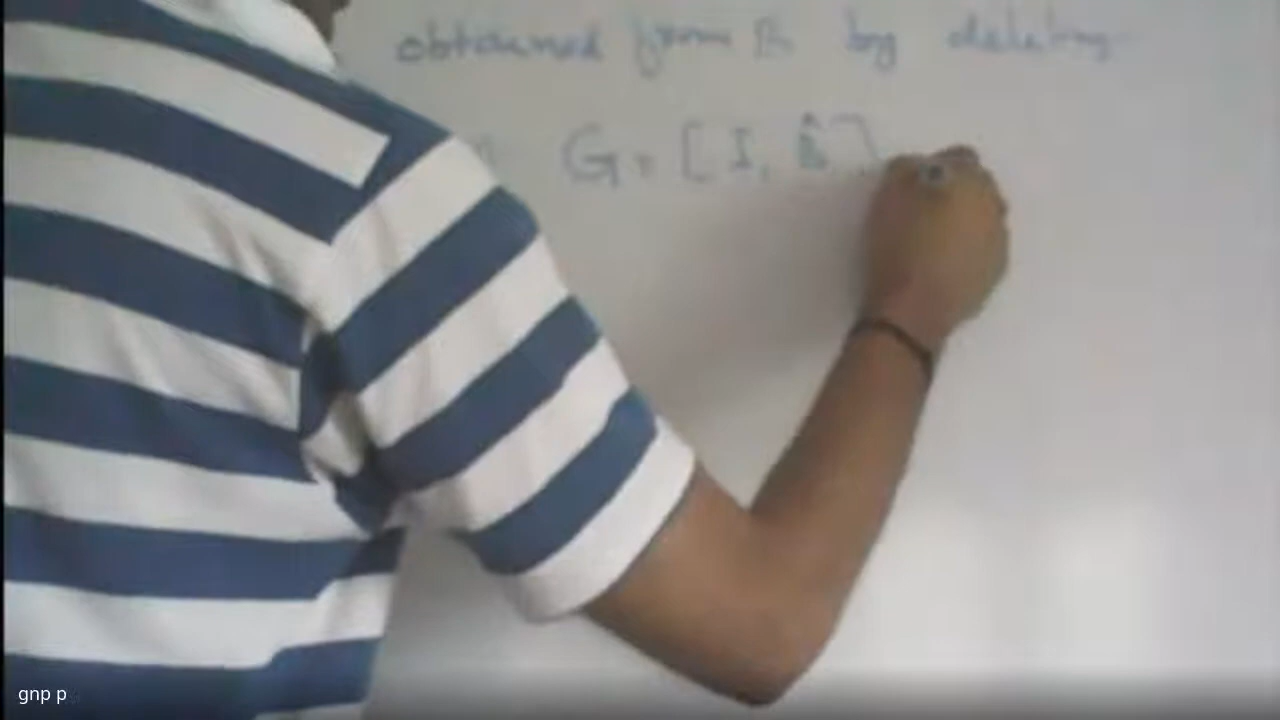 obtained from B by deleting
G = [I, B̂]
gnp p